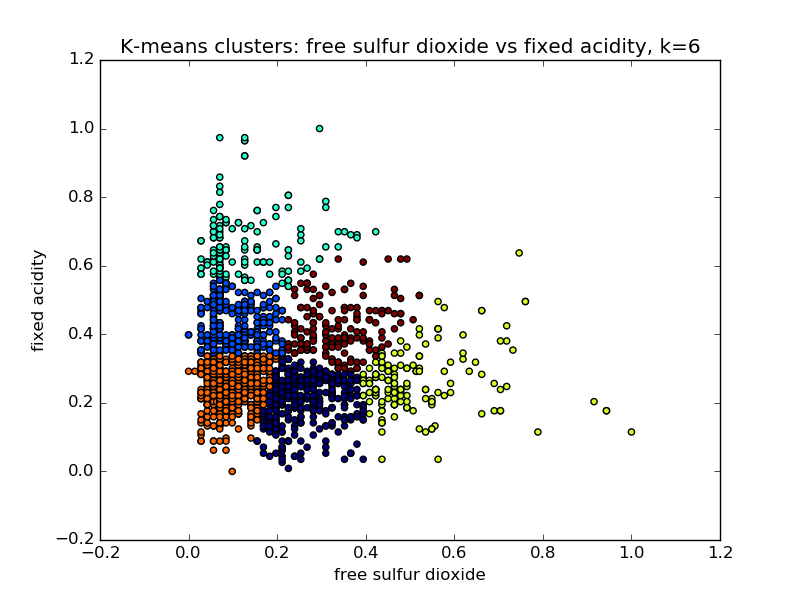 K-means clusters: free sulfur dioxide vs fixed acidity, k=6
1.2
1.0
0.8
0.6
0.4
0.2
0.0
−0.2
fixed acidity
−0.2 0.0 0.2 0.4 0.6 0.8 1.0 1.2
free sulfur dioxide